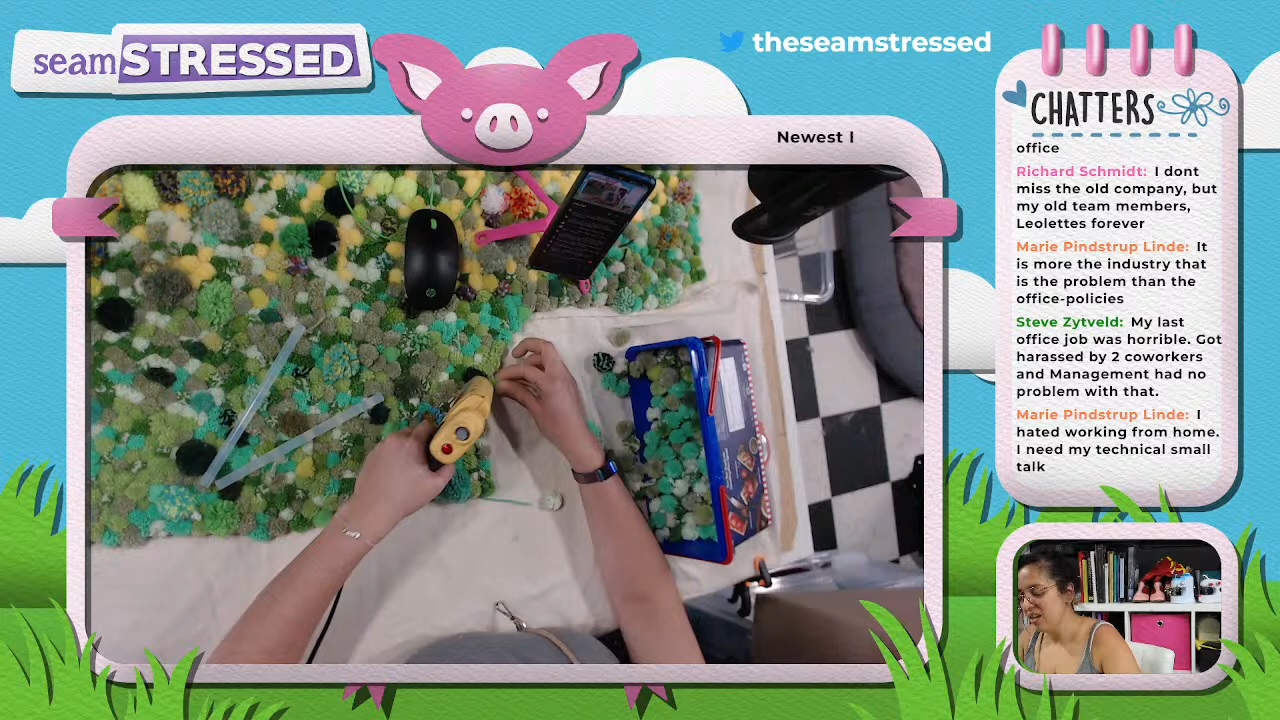 seamSTRESSED
theseamstressed
Newest I
CHATTERS
office
Richard Schmidt: I dont
miss the old company, but
my old team members,
Leolettes forever
Marie Pindstrup Linde: It
is more the industry that
is the problem than the
office-policies
Steve Zytveld: My last
office job was horrible. Got
harassed by 2 coworkers
and Management had no
problem with that.
Marie Pindstrup Linde: I
hated working from home.
I need my technical small
talk